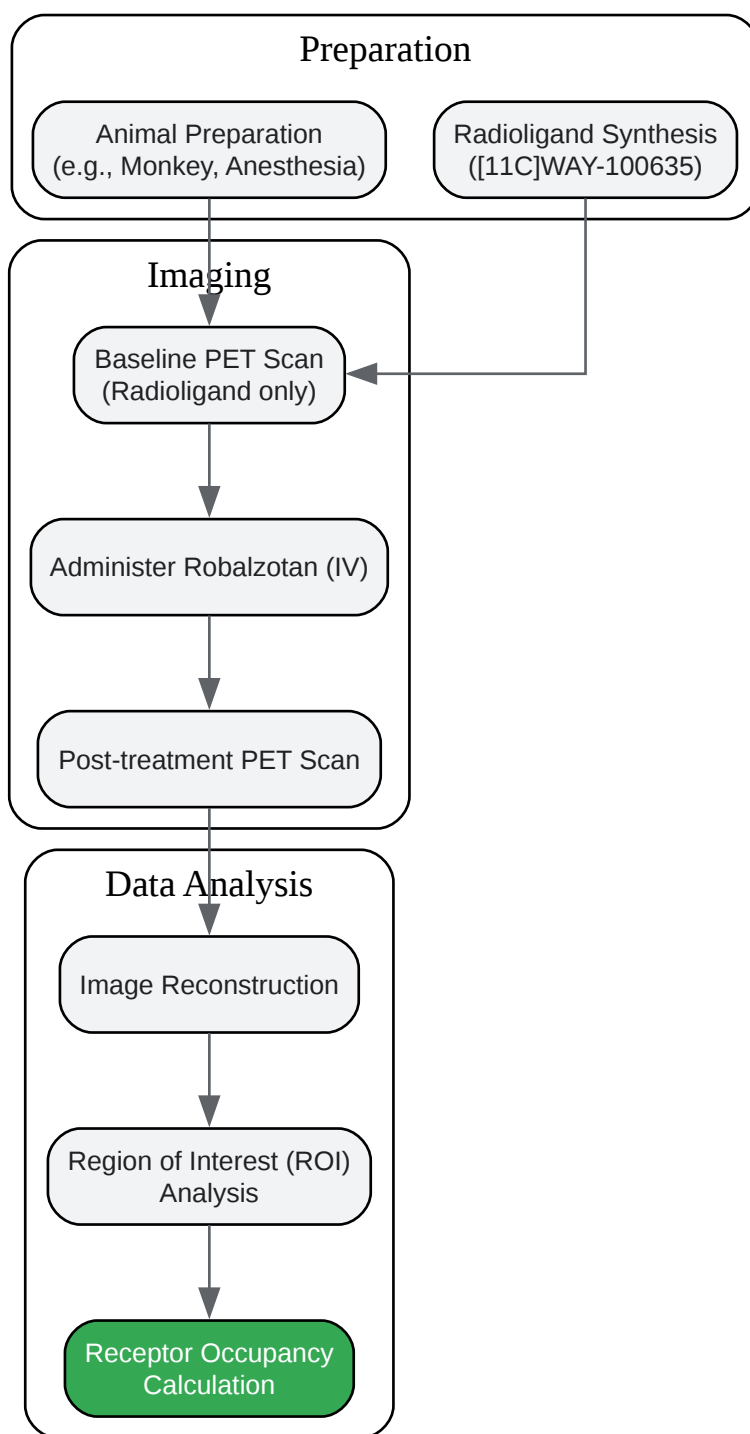 Preparation
Animal Preparation
(e.g., Monkey, Anesthesia)
Radioligand Synthesis
([11C]WAY-100635)
Imaging
Baseline PET Scan
(Radioligand only)
Administer Robalzotan (IV)
Post-treatment PET Scan
Data Analysis
Image Reconstruction
Region of Interest (ROI)
Analysis
Receptor Occupancy
Calculation